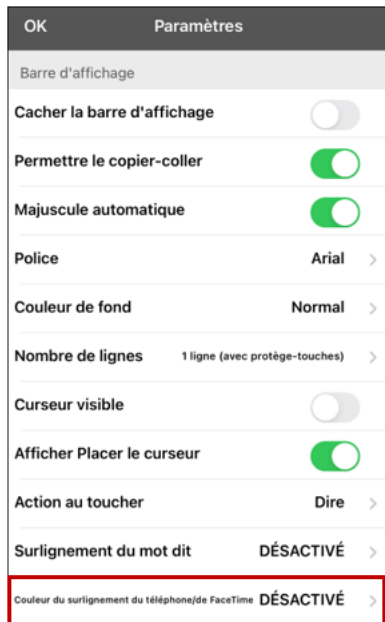 OK Paramètres
Barre d'affichage
Cacher la barre d'affichage
Permettre le copier-coller
Majuscule automatique
Police Arial
Couleur de fond Normal
Nombre de lignes 1 ligne (avec protège-touches)
Curseur visible
Afficher Placer le curseur
Action au toucher Dire
Surlignement du mot dit DÉSACTIVÉ
Couleur du surlignement du téléphone/de FaceTime DÉSACTIVÉ